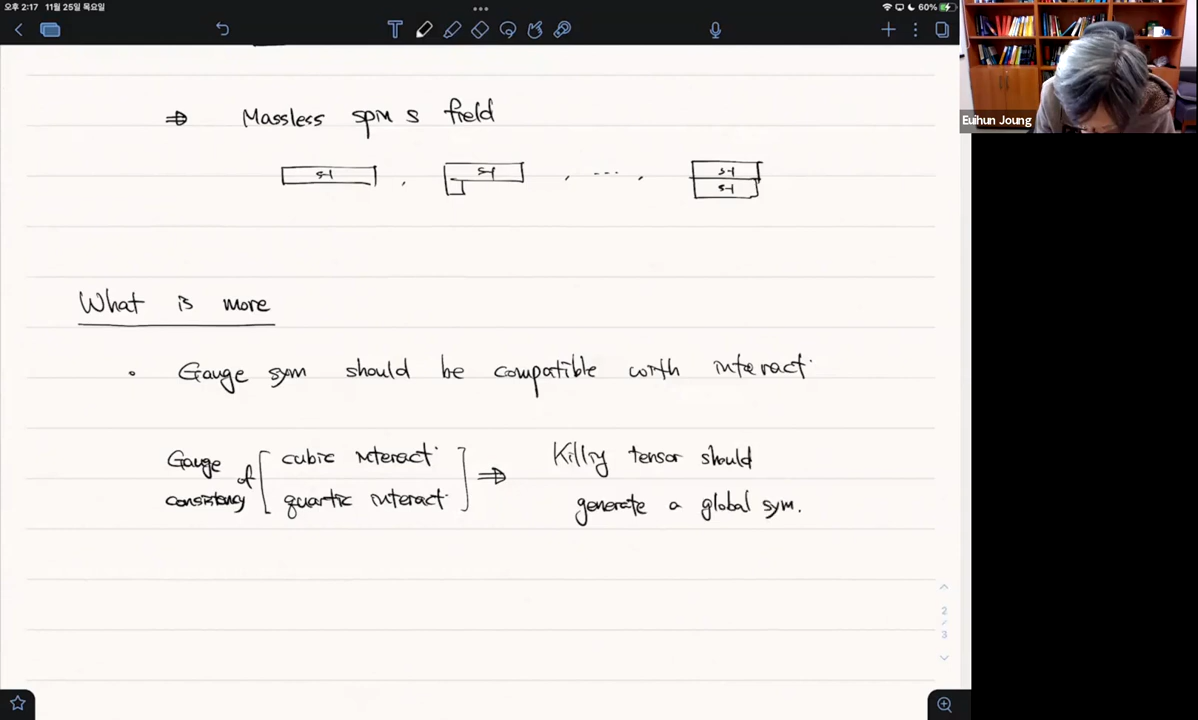 오후 2:17 11월 25일 목요일
60%
⇒ Massless spin s field
s-1 , s-1 , ... , s-1
s-1
Euihun Joung
What is more
• Gauge sym should be compatible with interact.
Gauge consistency of [ cubic interact. quartic interact. ] ⇒ Killing tensor should generate a global sym.
2
/
3